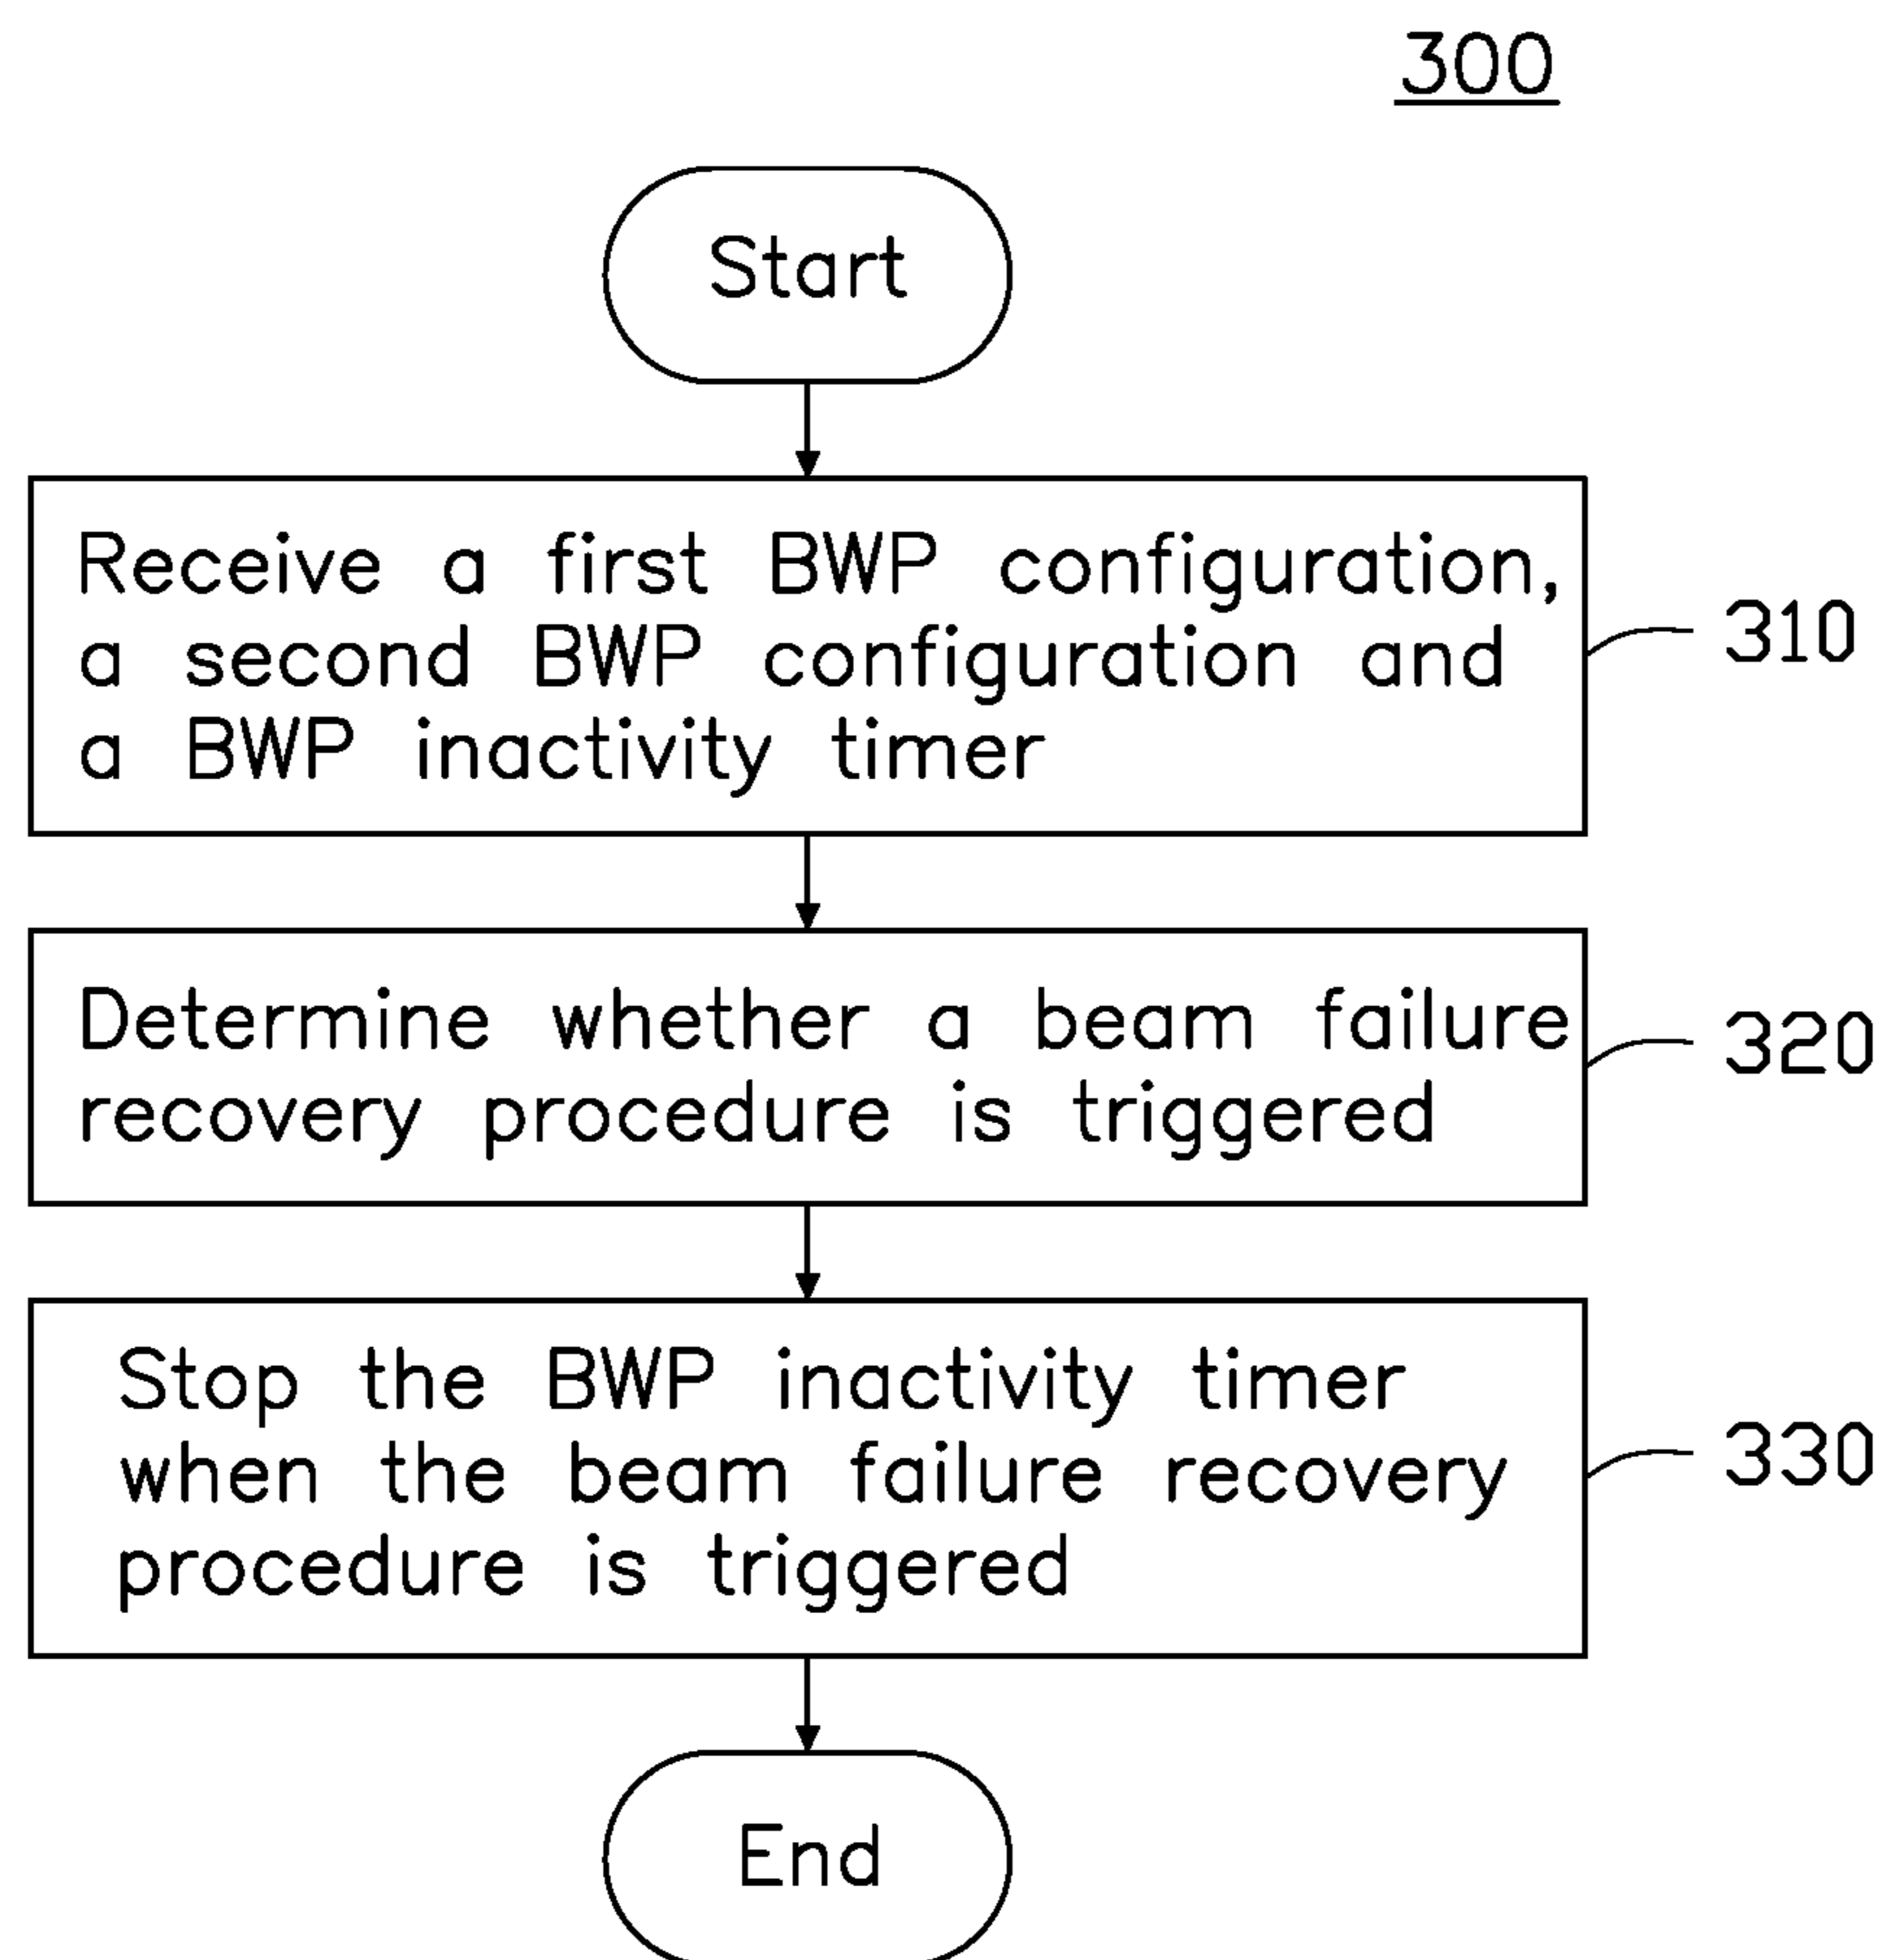 300
Start
Receive a first BWP configuration,
a second BWP configuration and
a BWP inactivity timer
310
Determine whether a beam failure
recovery procedure is triggered
320
Stop the BWP inactivity timer
when the beam failure recovery
procedure is triggered
330
End